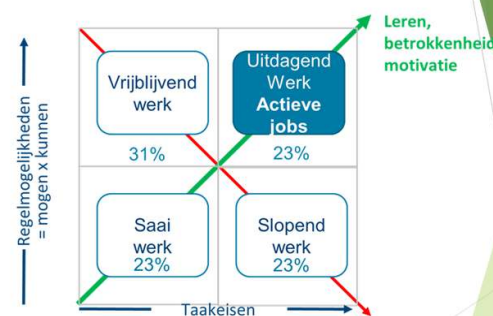 Leren,
betrokkenheid
motivatie
Regelmogelijkheden
= mogen x kunnen
Vrijblijvend
werk
31%
Uitdagend
Werk
Actieve
jobs
23%
Saai
werk
23%
Slopend
werk
23%
Taakeisen